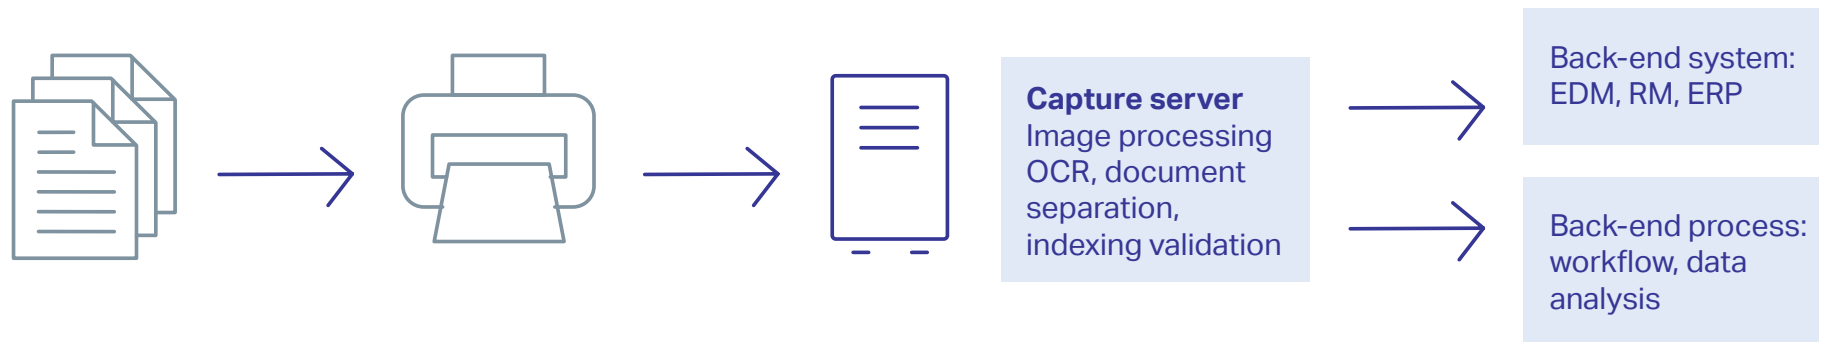 Capture server
Image processing
OCR, document
separation,
indexing validation
Back-end system:
EDM, RM, ERP
Back-end process:
workflow, data
analysis